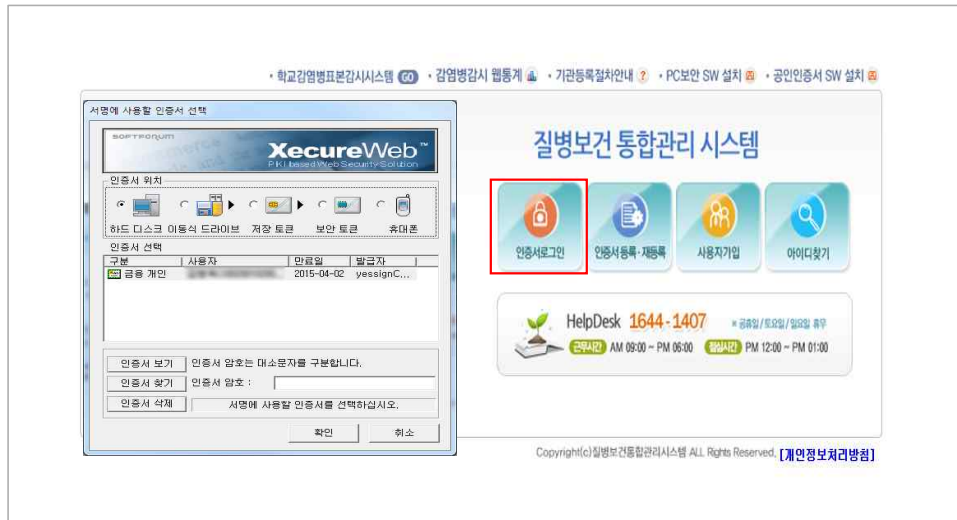 · 학교감염병표본감시시스템 GO · 감염병감시 웹통계 · 기관등록절차안내 ? · PC보안 SW 설치 · 공인인증서 SW 설치
서명에 사용할 인증서 선택
SOFTFORUM
XecureWeb™
PKI based Web Security Solution
인증서 위치
하드 디스크 이동식 드라이브 저장 토큰 보안 토큰 휴대폰
인증서 선택
구분 사용자 만료일 발급자
금융 개인 2015-04-02 yessignC...
인증서 보기 인증서 암호는 대소문자를 구분합니다.
인증서 찾기 인증서 암호 :
인증서 삭제 서명에 사용할 인증서를 선택하십시오.
확인 취소
질병보건 통합관리 시스템
인증서로그인 인증서등록·재등록 사용자가입 아이디찾기
HelpDesk 1644-1407 ※ 공휴일/토요일/일요일 휴무
근무시간 AM 09:00 ~ PM 06:00 점심시간 PM 12:00 ~ PM 01:00
Copyright(c)질병보건통합관리시스템 ALL Rights Reserved. [개인정보처리방침]